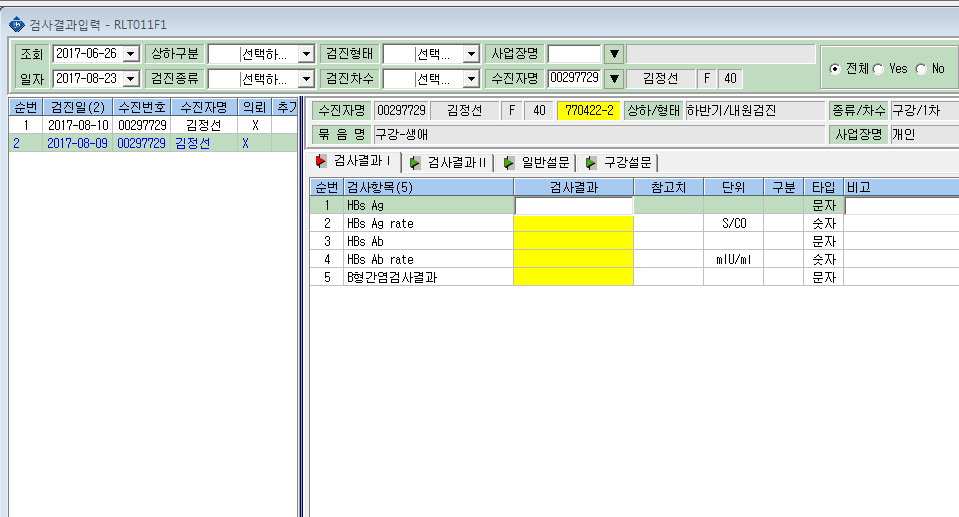 검사결과입력 - RLT011F1
조회 2017-06-26 상하구분 선택하... 검진형태 선택... 사업장명
일자 2017-08-23 검진종류 선택하... 검진차수 선택... 수진자명 00297729 김정선 F 40
전체 Yes No
순번 검진일(2) 수진번호 수진자명 의뢰 추가
1 2017-08-10 00297729 김정선 X
2 2017-08-09 00297729 김정선 X
수진자명 00297729 김정선 F 40 770422-2 상하/형태 하반기/내원검진 종류/차수 구강/1차
묶 음 명 구강-생애 사업장명 개인
검사결과 I 검사결과 II 일반설문 구강설문
순번 검사항목(5) 검사결과 참고치 단위 구분 타입 비고
1 HBs Ag 문자
2 HBs Ag rate S/CO 숫자
3 HBs Ab 문자
4 HBs Ab rate mIU/ml 숫자
5 B형간염검사결과 문자